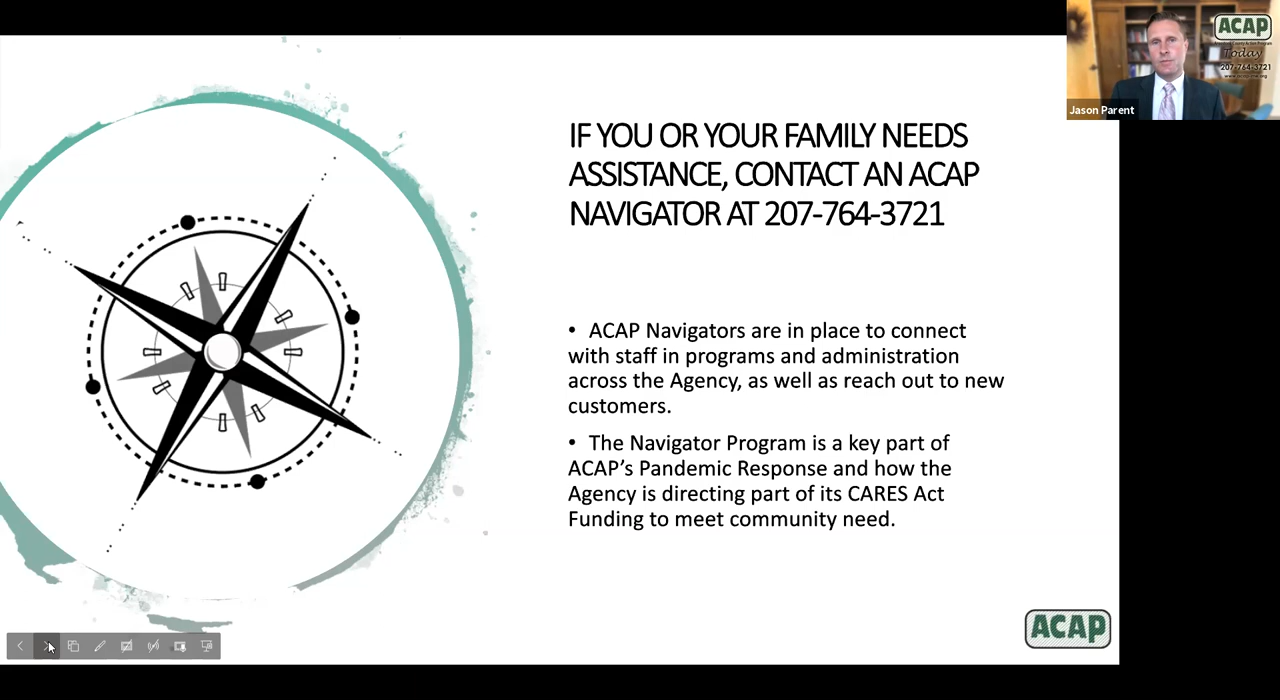 IF YOU OR YOUR FAMILY NEEDS
ASSISTANCE, CONTACT AN ACAP
NAVIGATOR AT 207-764-3721
• ACAP Navigators are in place to connect
with staff in programs and administration
across the Agency, as well as reach out to new
customers.
• The Navigator Program is a key part of
ACAP’s Pandemic Response and how the
Agency is directing part of its CARES Act
Funding to meet community need.
ACAP
ACAP
Today
207-764-3721
Jason Parent